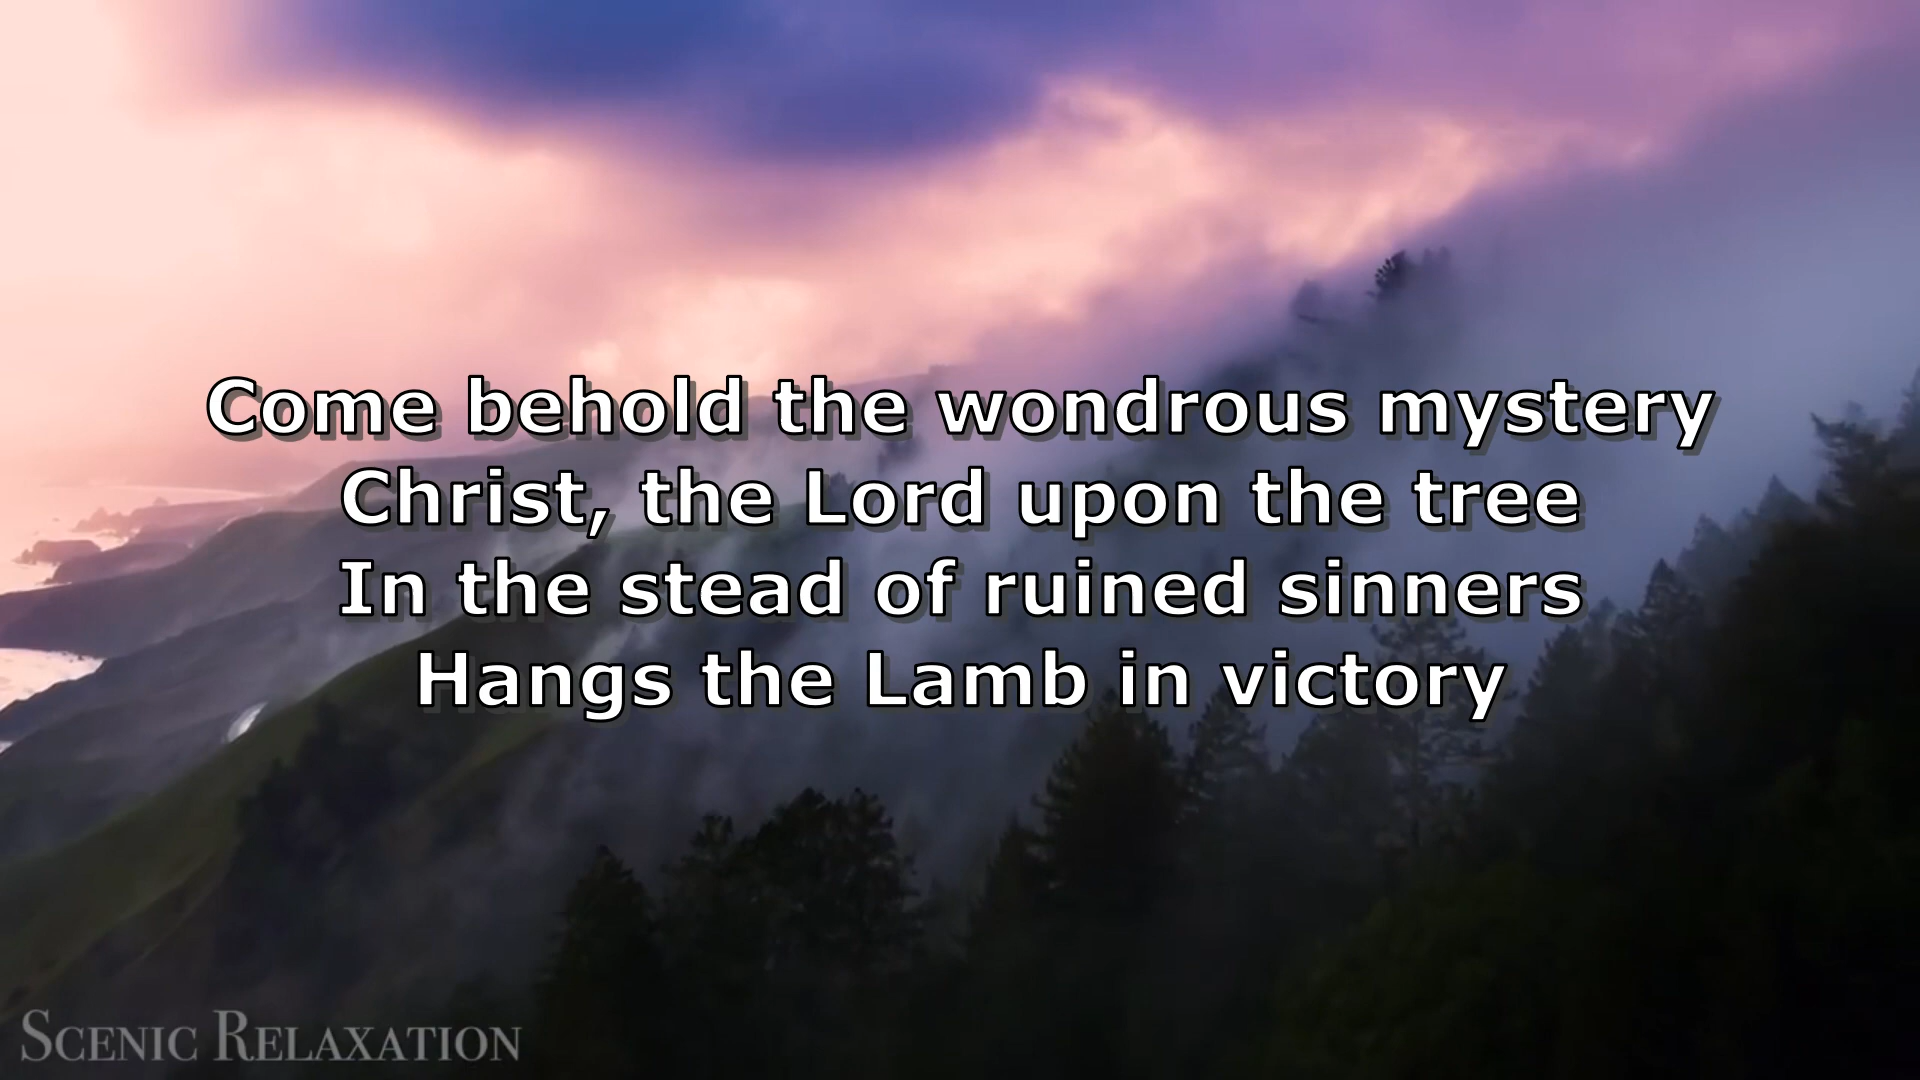 Come behold the wondrous mystery
Christ, the Lord upon the tree
In the stead of ruined sinners
Hangs the Lamb in victory
Scenic Relaxation